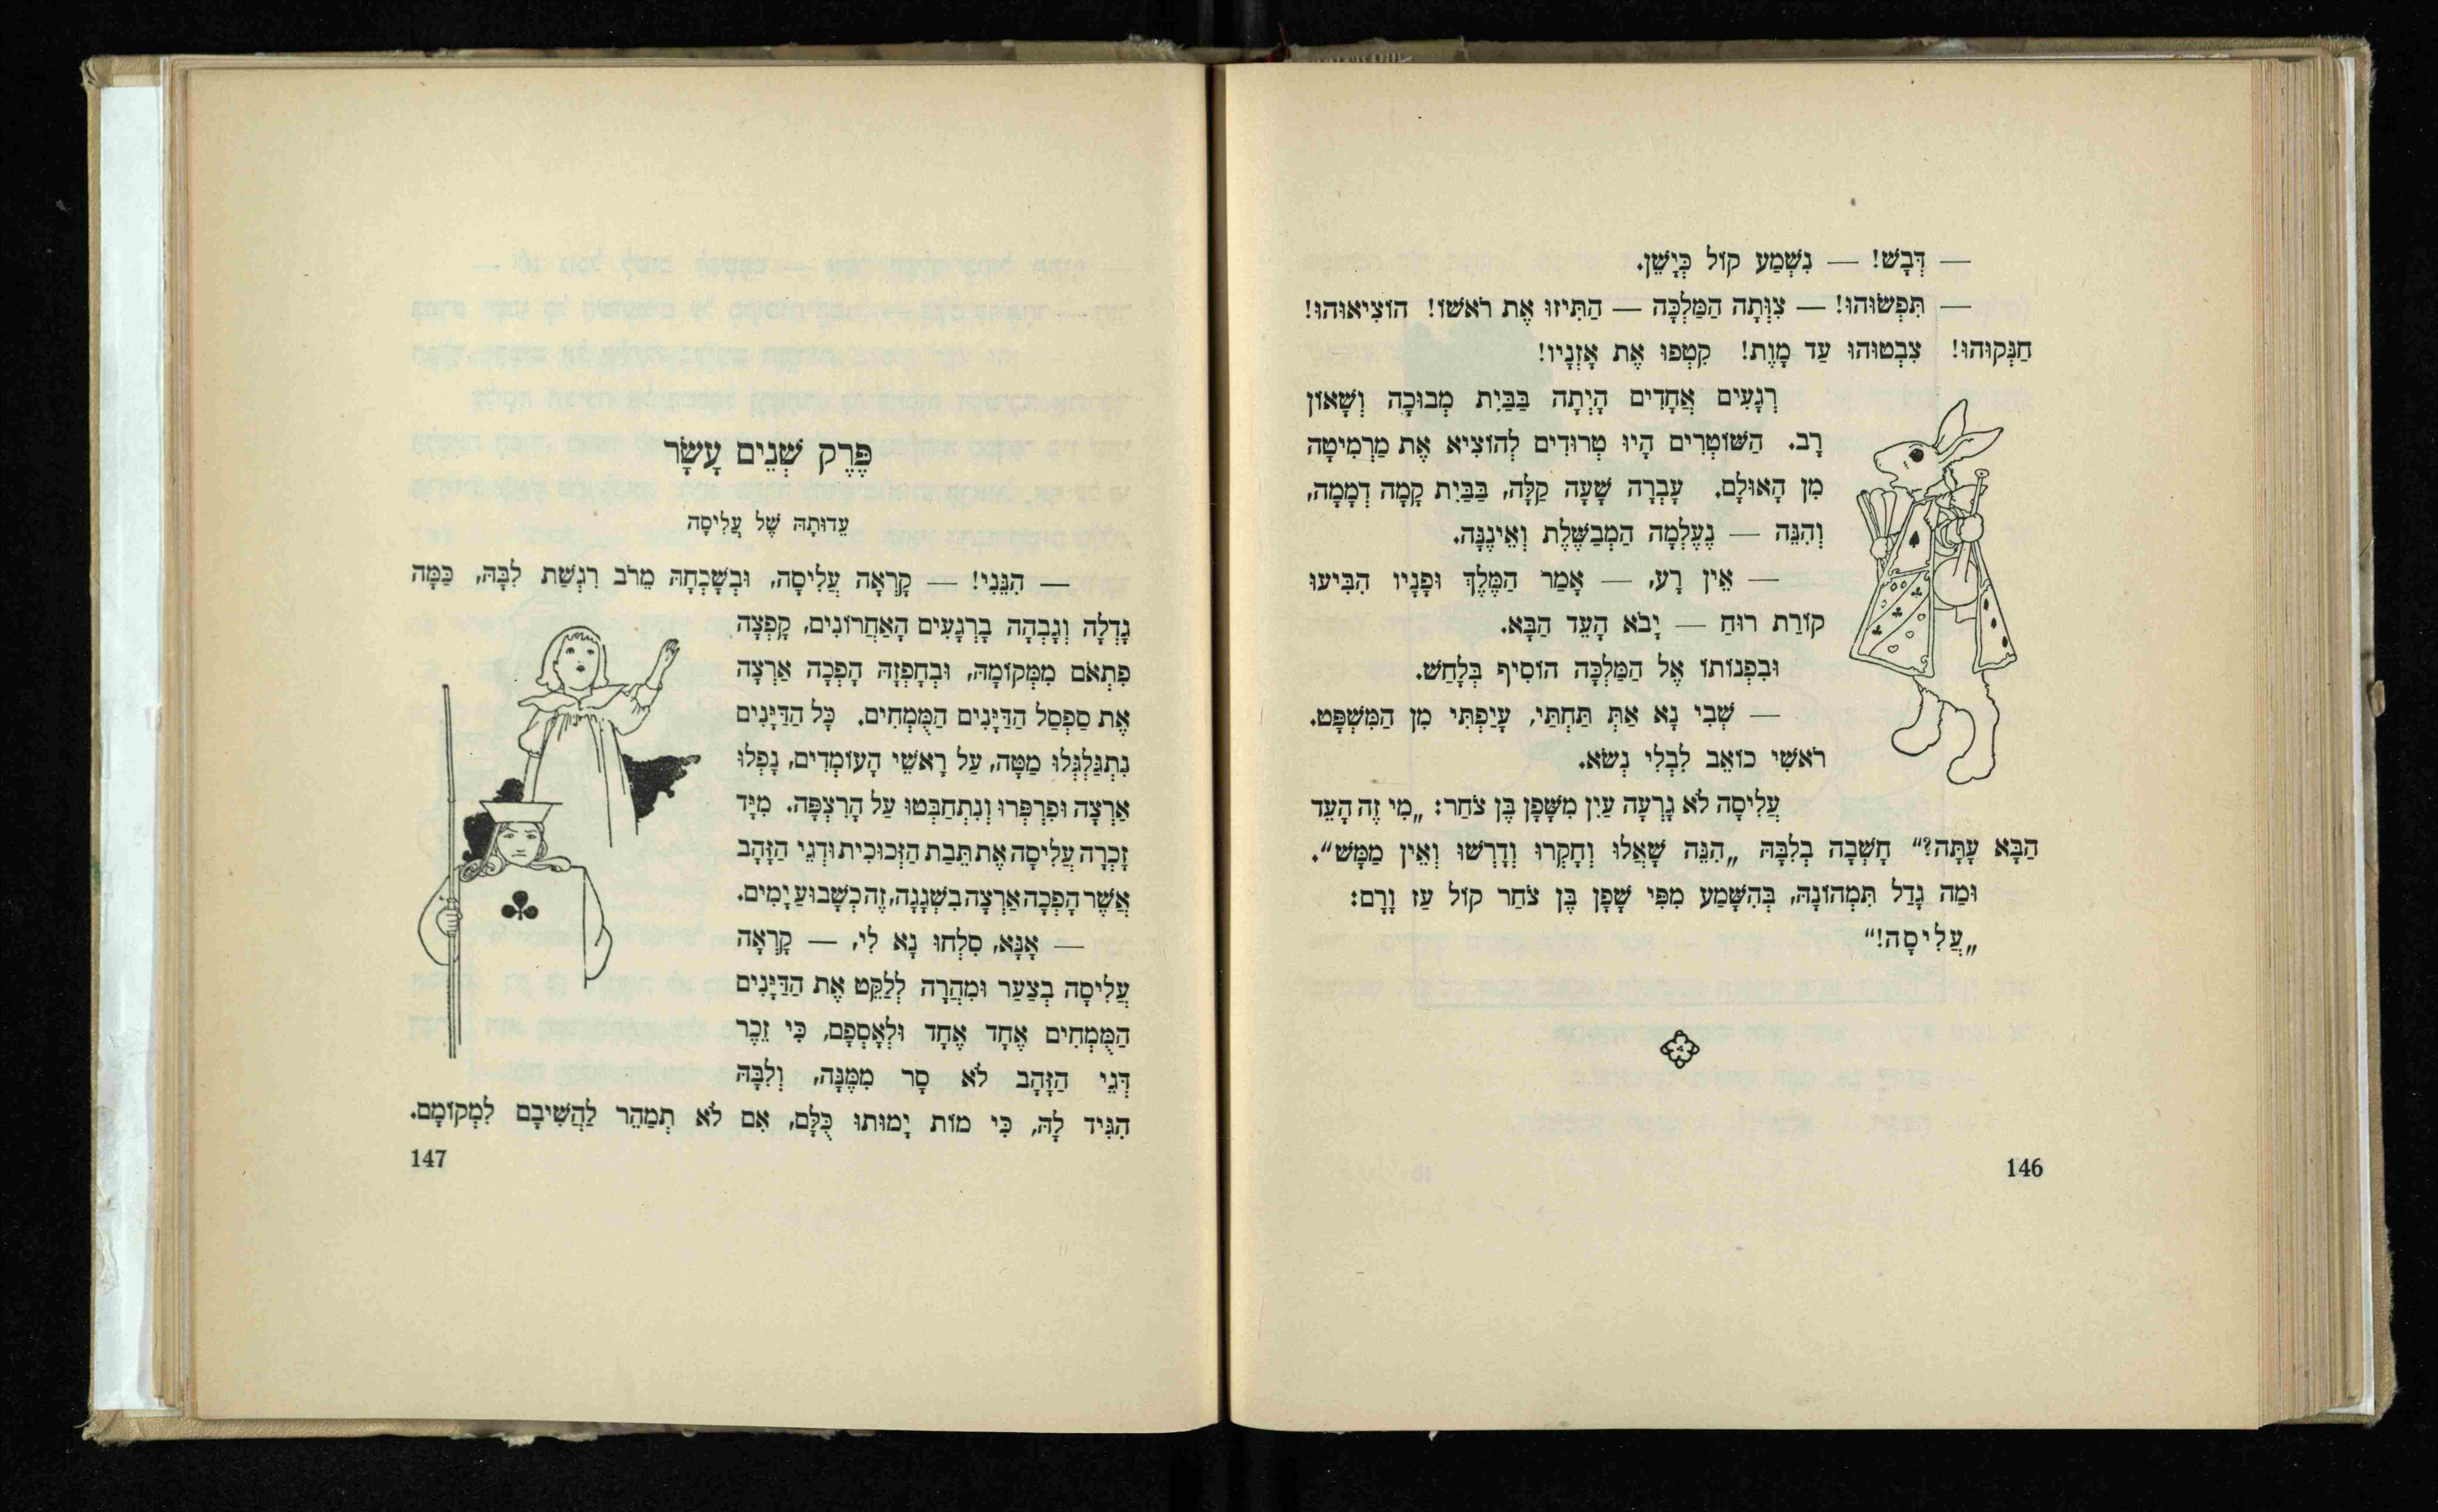 — דְּבָשׁ! — נִשְׁמַע קוֹל כְּיָשֵׁן.
— תִּפְשׂוּהוּ! — צִוְּתָה הַמַּלְכָּה — הַתִּיזוּ אֶת רֹאשׁוֹ! הוֹצִיאוּהוּ!
חַנְּקוּהוּ! צִבְטוּהוּ עַד מָוֶת! קִטְפוּ אֶת אָזְנָיו!
רְגָעִים אֲחָדִים הָיְתָה בַּבַּיִת מְבוּכָה וְשָׁאוֹן
רָב. הַשּׁוֹטְרִים הָיוּ טְרוּדִים לְהוֹצִיא אֶת מַרְמִיטָה
מִן הָאוּלָם. עָבְרָה שָׁעָה קַלָּה, בַּבַּיִת קָמָה דְמָמָה,
וְהִנֵּה — נֶעֶלְמָה הַמְבַשֶּׁלֶת וְאֵינֶנָּה.
— אֵין רָע, — אָמַר הַמֶּלֶךְ וּפָנָיו הִבִּיעוּ
קוֹרַת רוּחַ — יָבֹא הָעֵד הַבָּא.
וּבִפְנוֹתוֹ אֶל הַמַּלְכָּה הוֹסִיף בְּלָחַשׁ.
— שְׁבִי נָא אַתְּ תַּחְתַּי, עָיַפְתִּי מִן הַמִּשְׁפָּט.
רֹאשִׁי כוֹאֵב לִבְלִי נְשֹׂא.
עֲלִיסָה לֹא גָרְעָה עַיִן מִשָּׁפָן בֶּן צֹחַר: „מִי זֶה הָעֵד
הַבָּא עָתָּה?“ חָשְׁבָה בְלִבָּהּ „הִנֵּה שָׁאֲלוּ וְחָקְרוּ וְדָרְשׁוּ וְאֵין מַמָּשׁ“.
וּמַה גָּדַל תִּמְהוֹנָהּ, בְּהִשָּׁמַע מִפִּי שָׁפָן בֶּן צֹחַר קוֹל עַז וָרָם:
„עֲלִיסָה!“
146
פֶּרֶק שְׁנֵים עָשָׂר
עֵדוּתָהּ שֶׁל עֲלִיסָה
— הִנֵּנִי! — קָרְאָה עֲלִיסָה, וּבְשָׁכְחָהּ מֵרֹב רִגְשַׁת לִבָּהּ, כַּמָּה
גָּדְלָה וְגָבְהָה בָרְגָעִים הָאַחֲרוֹנִים, קָפְצָה
פִתְאֹם מִמְּקוֹמָהּ, וּבְחָפְזָהּ הָפְכָה אַרְצָה
אֶת סַפְסַל הַדַּיָּנִים הַמֻּמְחִים. כָּל הַדַּיָּנִים
נִתְגַּלְגְּלוּ מַטָּה, עַל רָאשֵׁי הָעוֹמְדִים, נָפְלוּ
אַרְצָה וּפִרְפְּרוּ וְנִתְחַבְּטוּ עַל הָרִצְפָּה. מִיָּד
זָכְרָה עֲלִיסָה אֶת תֵּבַת הַזְּכוּכִית וּדְגֵי הַזָּהָב
אֲשֶׁר הָפְכָה אַרְצָה בִשְׁגָגָה, זֶה כִשְׁבוּעַ יָמִים.
— אָנָּא, סִלְחוּ נָא לִי, — קָרְאָה
עֲלִיסָה בְצַעַר וּמִהֲרָה לְלַקֵּט אֶת הַדַּיָּנִים
הַמֻּמְחִים אֶחָד אֶחָד וּלְאָסְפָם, כִּי זֵכֶר
דְּגֵי הַזָּהָב לֹא סָר מִמֶּנָּה, וְלִבָּהּ
הִגִּיד לָהּ, כִּי מוֹת יָמוּתוּ כֻּלָּם, אִם לֹא תְמַהֵר לַהֲשִׁיבָם לִמְקוֹמָם.
147